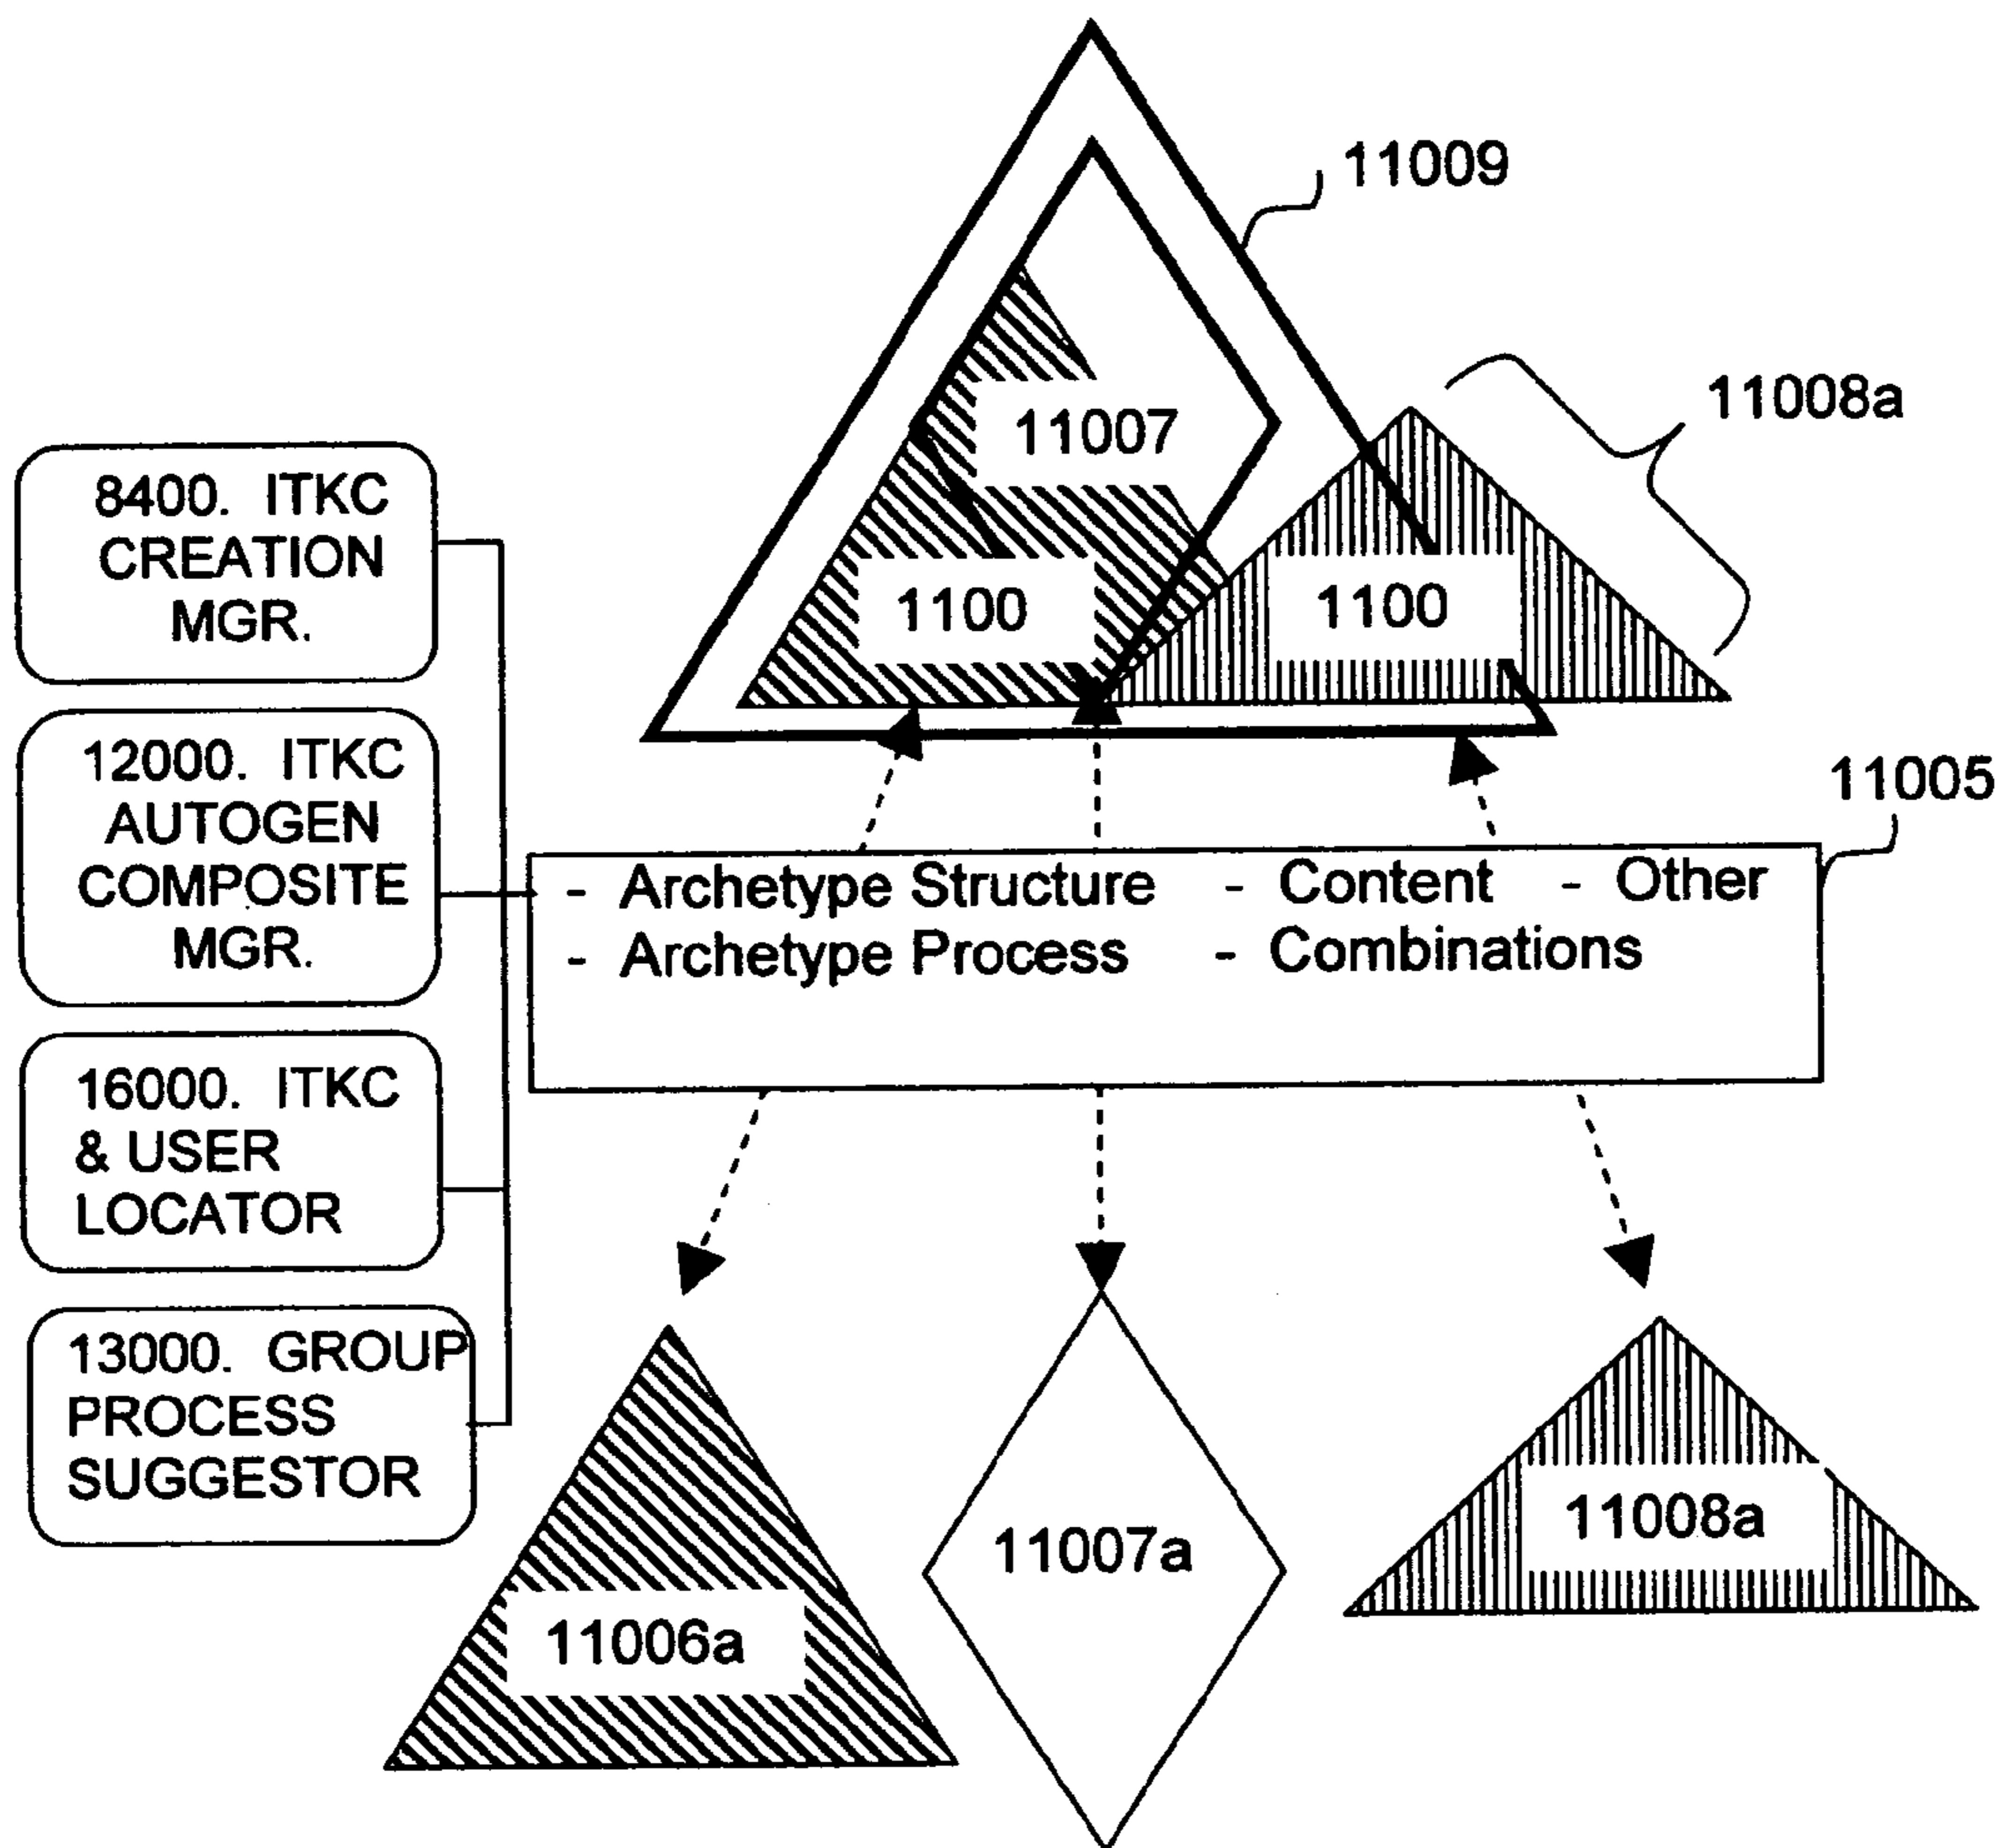 11009
11008a
11007
1100
1100
8400. ITKC
CREATION
MGR.
12000. ITKC
AUTOGEN
COMPOSITE
MGR.
16000. ITKC
& USER
LOCATOR
13000. GROUP
PROCESS
SUGGESTOR
11005
- Archetype Structure - Content - Other
- Archetype Process - Combinations
11006a
11007a
11008a